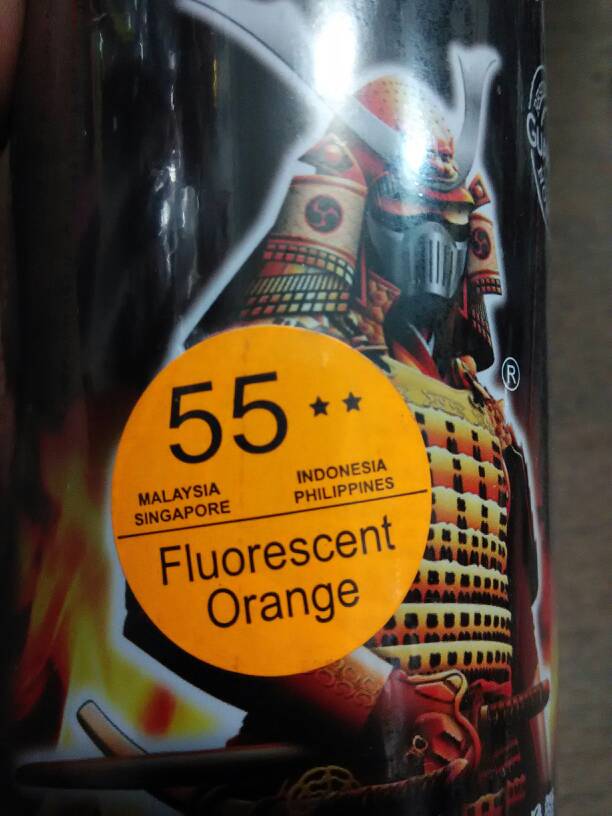 55**
MALAYSIA
SINGAPORE
INDONESIA
PHILIPPINES
Fluorescent
Orange
®